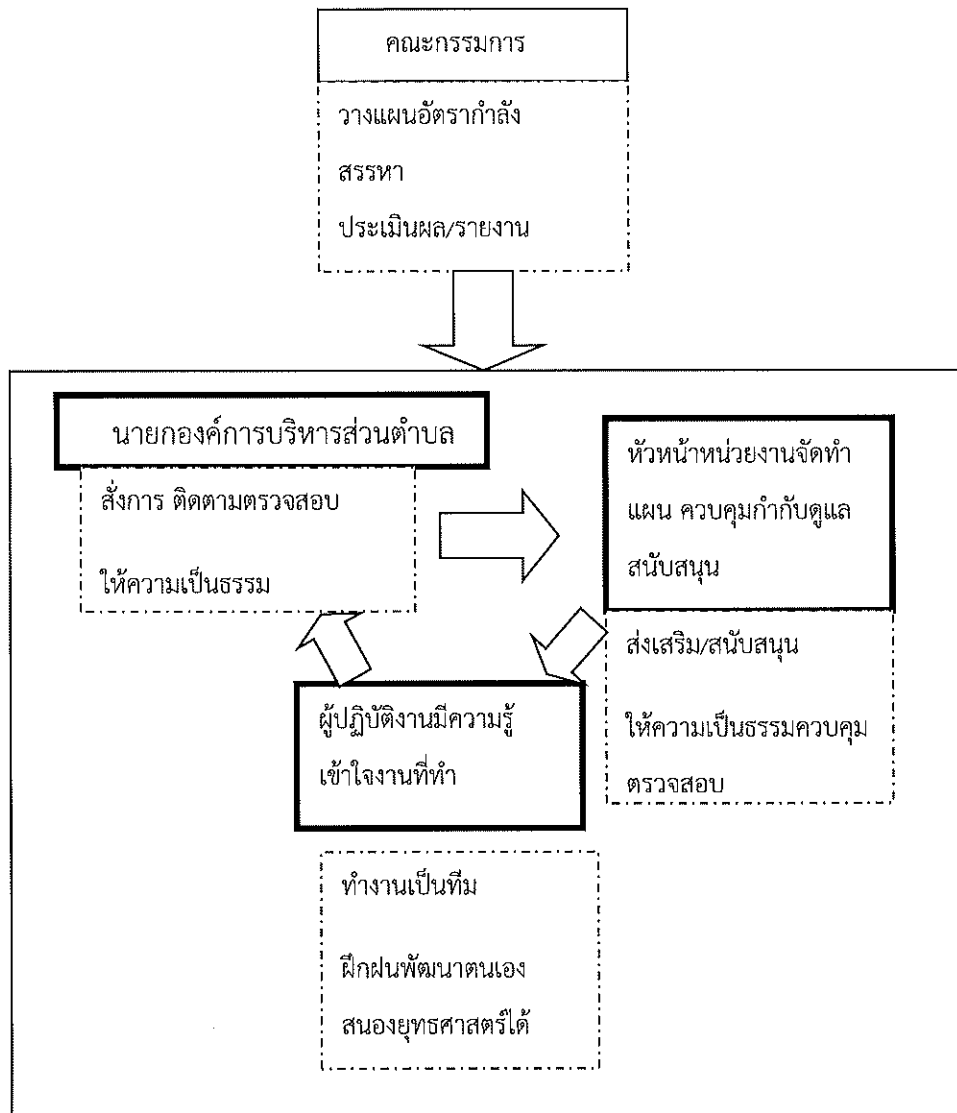 คณะกรรมการ
วางแผนอัตรากำลัง
สรรหา
ประเมินผล/รายงาน
นายกองค์การบริหารส่วนตำบล
สั่งการ ติดตามตรวจสอบ
ให้ความเป็นธรรม
หัวหน้าหน่วยงานจัดทำ
แผน ควบคุมกำกับดูแล
สนับสนุน
ส่งเสริม/สนับสนุน
ให้ความเป็นธรรมควบคุม
ตรวจสอบ
ผู้ปฏิบัติงานมีความรู้
เข้าใจงานที่ทำ
ทำงานเป็นทีม
ฝึกฝนพัฒนาตนเอง
สนองยุทธศาสตร์ได้